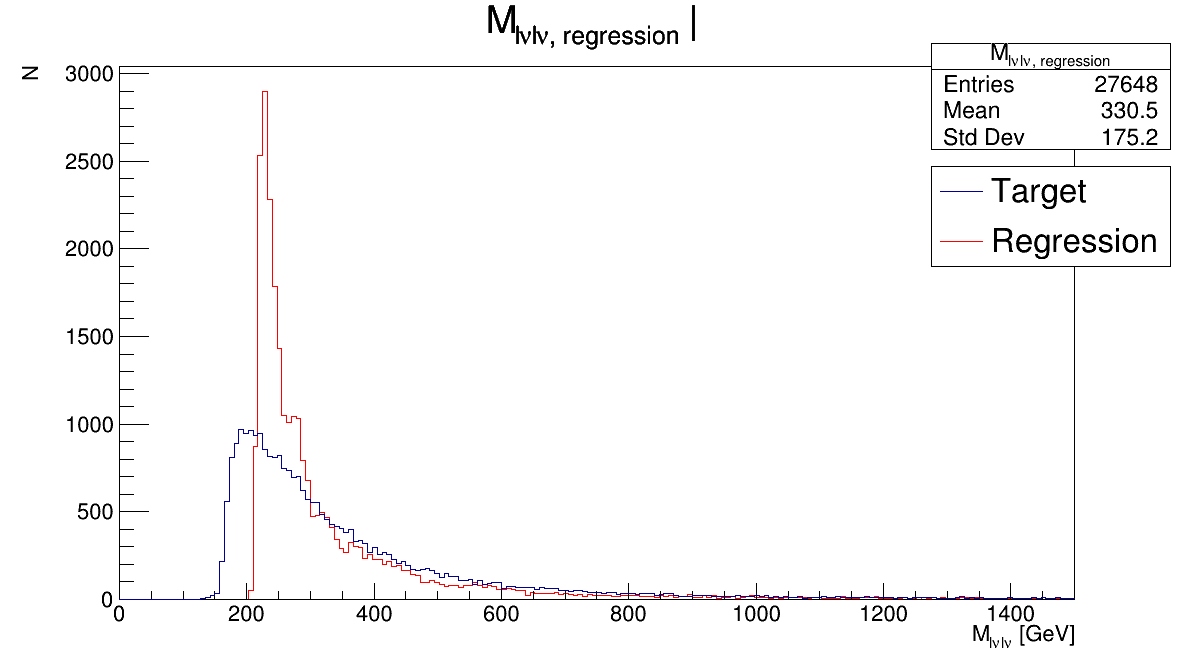 M_lνlν, regression |
N
M_lνlν, regression
Entries 27648
Mean 330.5
Std Dev 175.2
Target
Regression
3000
2500
2000
1500
1000
500
0
0 200 400 600 800 1000 1200 1400
M_lνlν [GeV]